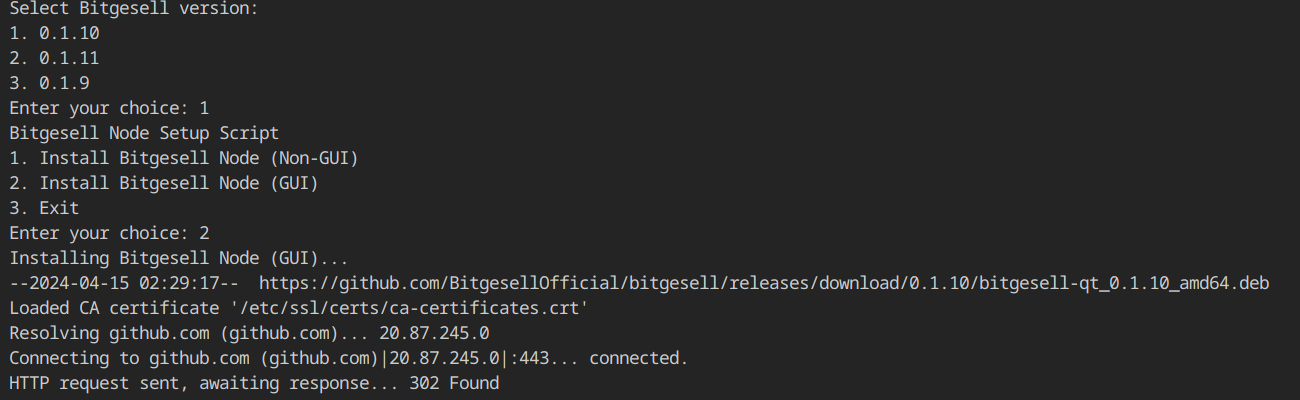 Select Bitgesell version:
1. 0.1.10
2. 0.1.11
3. 0.1.9
Enter your choice: 1
Bitgesell Node Setup Script
1. Install Bitgesell Node (Non-GUI)
2. Install Bitgesell Node (GUI)
3. Exit
Enter your choice: 2
Installing Bitgesell Node (GUI)...
--2024-04-15 02:29:17--  https://github.com/BitgesellOfficial/bitgesell/releases/download/0.1.10/bitgesell-qt_0.1.10_amd64.deb
Loaded CA certificate '/etc/ssl/certs/ca-certificates.crt'
Resolving github.com (github.com)... 20.87.245.0
Connecting to github.com (github.com)|20.87.245.0|:443... connected.
HTTP request sent, awaiting response... 302 Found